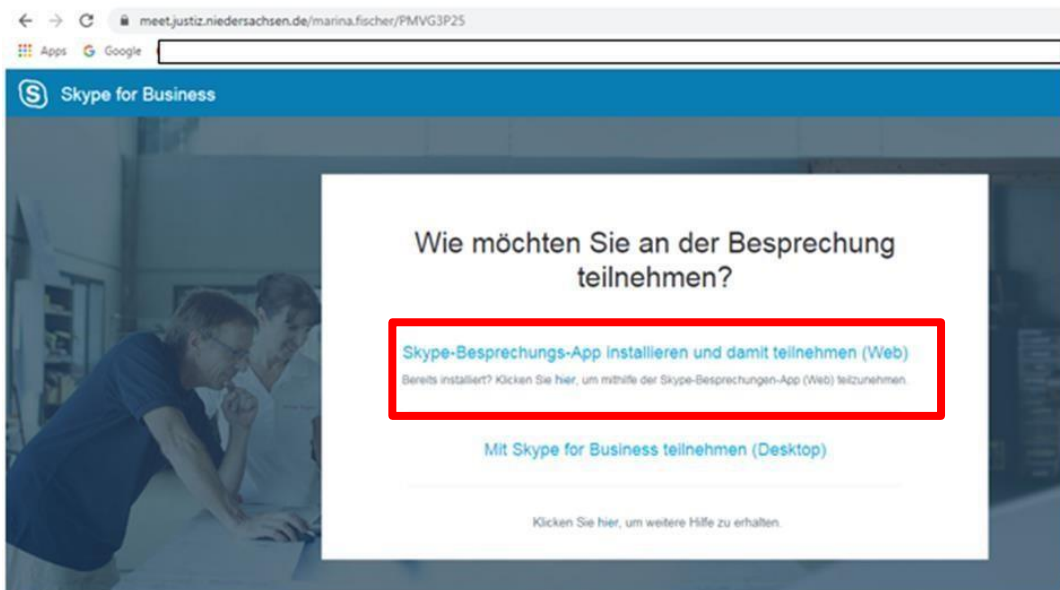 meet.justiz.niedersachsen.de/marina.fischer/PMVG3P25
Apps Google
Skype for Business
Wie möchten Sie an der Besprechung
teilnehmen?
Skype-Besprechungs-App installieren und damit teilnehmen (Web)
Bereits installiert? Klicken Sie hier, um mithilfe der Skype-Besprechungen-App (Web) teilzunehmen.
Mit Skype for Business teilnehmen (Desktop)
Klicken Sie hier, um weitere Hilfe zu erhalten.